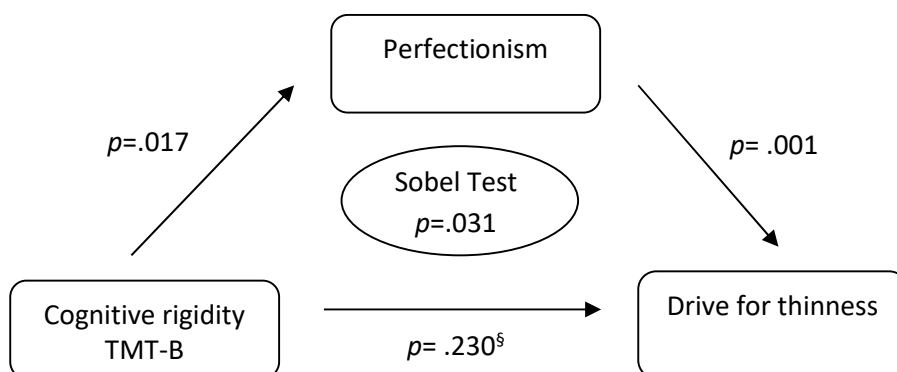 Perfectionism
p=.017
p= .001
Sobel Test
p=.031
Cognitive rigidity
TMT-B
Drive for thinness
p= .230§